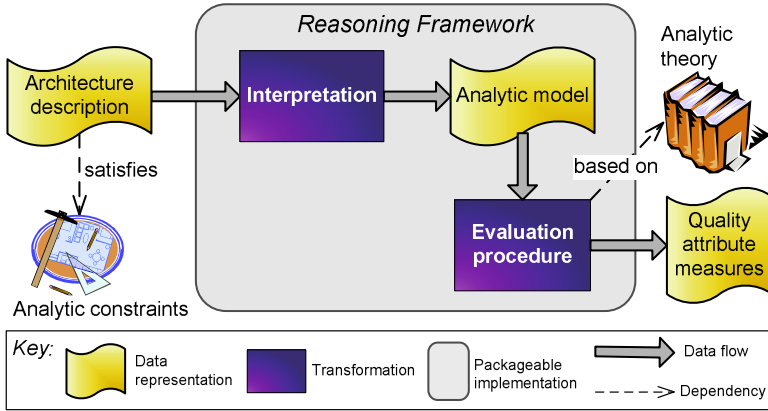 Reasoning Framework
Architecture
description
Interpretation
Analytic model
Analytic
theory
satisfies
based on
Evaluation
procedure
Quality
attribute
measures
Analytic constraints
Key:
Data
representation
Transformation
Packageable
implementation
Data flow
Dependency